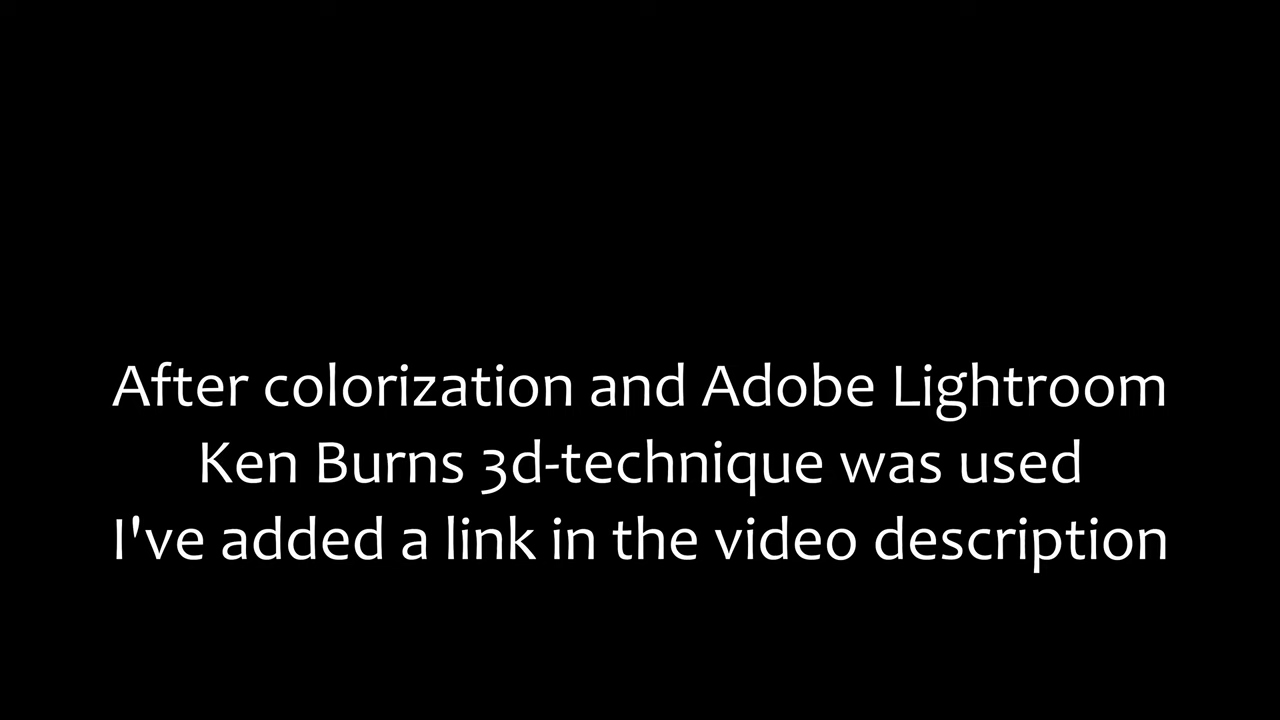 After colorization and Adobe Lightroom
Ken Burns 3d-technique was used
I've added a link in the video description